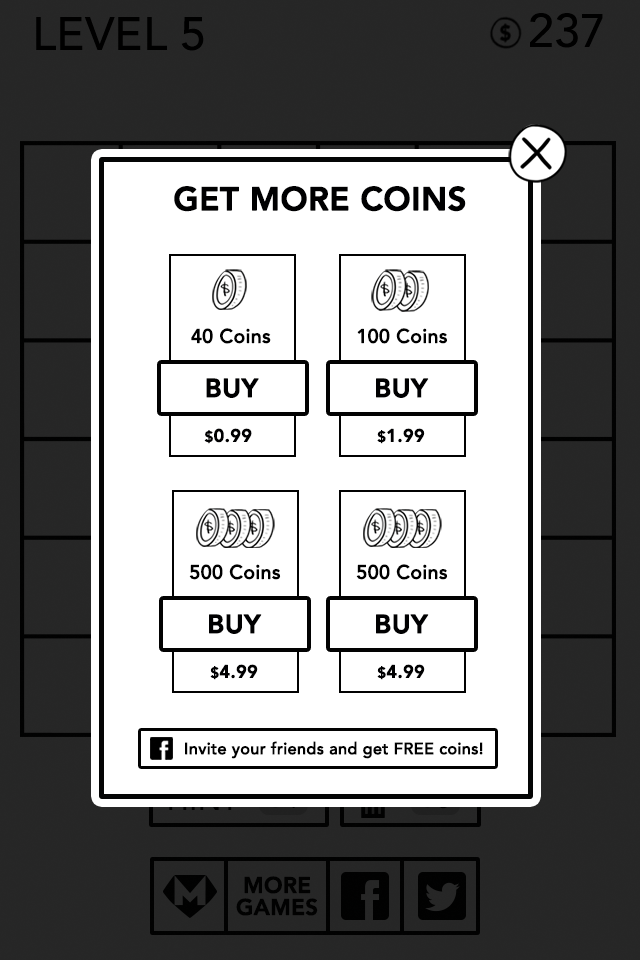 LEVEL 5
$ 237
GET MORE COINS
40 Coins
BUY
$0.99
100 Coins
BUY
$1.99
500 Coins
BUY
$4.99
500 Coins
BUY
$4.99
Invite your friends and get FREE coins!
MORE
GAMES